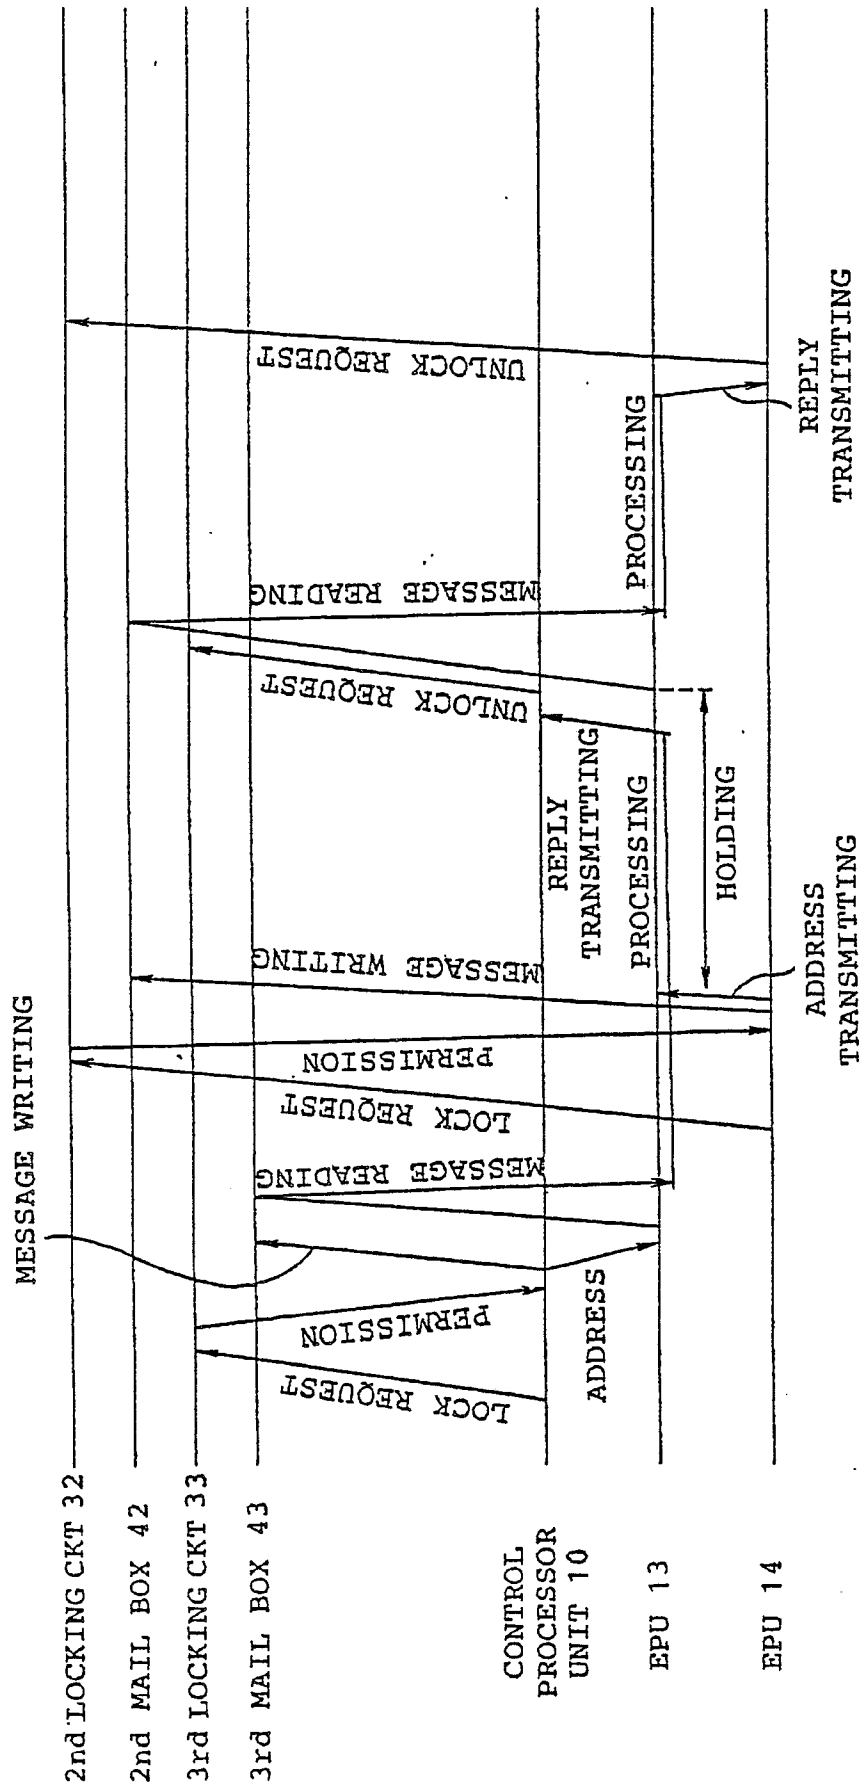 2nd LOCKING CKT 32
2nd MAIL BOX 42
3rd LOCKING CKT 33
3rd MAIL BOX 43
CONTROL
PROCESSOR
UNIT 10
EPU 13
EPU 14
MESSAGE WRITING
LOCK REQUEST
PERMISSION
ADDRESS
MESSAGE READING
LOCK REQUEST
PERMISSION
MESSAGE WRITING
ADDRESS
TRANSMITTING
PROCESSING
HOLDING
REPLY
TRANSMITTING
UNLOCK REQUEST
MESSAGE READING
PROCESSING
UNLOCK REQUEST
REPLY
TRANSMITTING